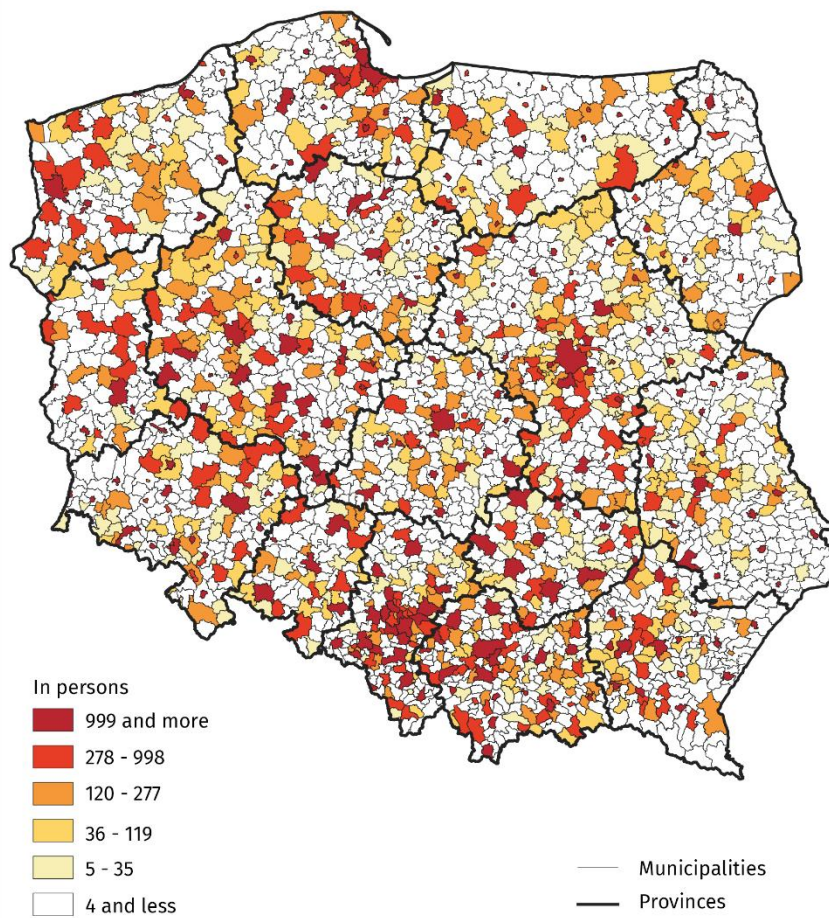 In persons
999 and more
278 - 998
120 - 277
36 - 119
5 - 35
4 and less
Municipalities
Provinces